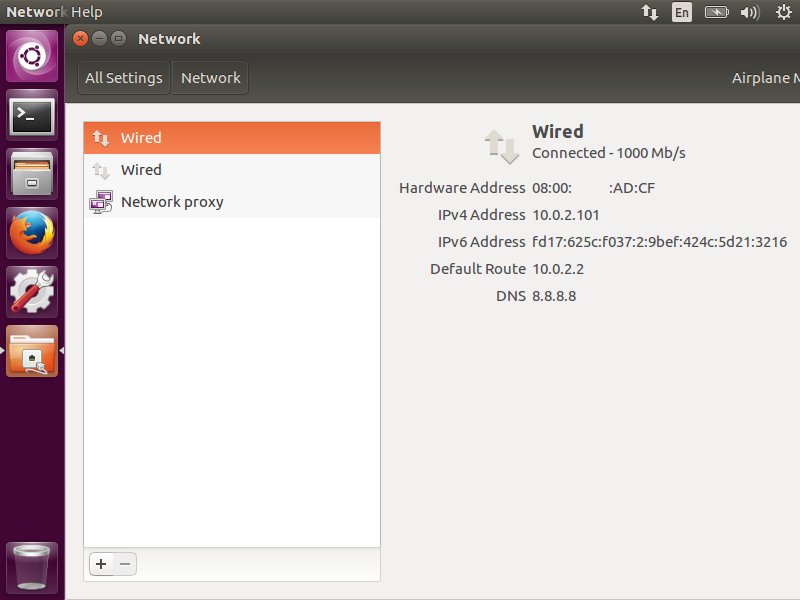 Network Help
En
Network
All Settings
Network
Airplane M
Wired
Wired
Network proxy
Wired
Connected - 1000 Mb/s
Hardware Address 08:00: :AD:CF
IPv4 Address 10.0.2.101
IPv6 Address fd17:625c:f037:2:9bef:424c:5d21:3216
Default Route 10.0.2.2
DNS 8.8.8.8